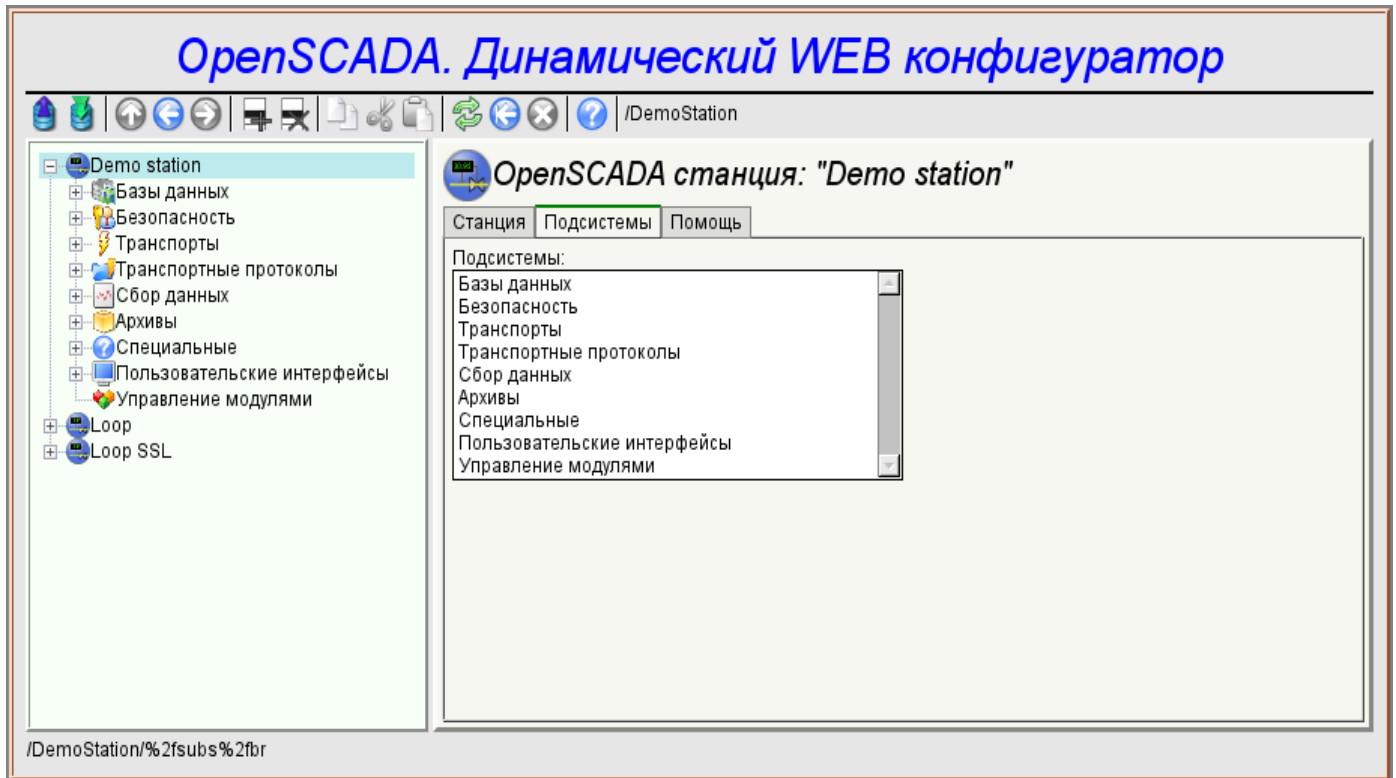 OpenSCADA. Динамический WEB конфигуратор
/DemoStation
Demo station
Базы данных
Безопасность
Транспорты
Транспортные протоколы
Сбор данных
Архивы
Специальные
Пользовательские интерфейсы
Управление модулями
Loop
Loop SSL
OpenSCADA станция: "Demo station"
Станция Подсистемы Помощь
Подсистемы:
Базы данных
Безопасность
Транспорты
Транспортные протоколы
Сбор данных
Архивы
Специальные
Пользовательские интерфейсы
Управление модулями
/DemoStation/%2fsubs%2fbr